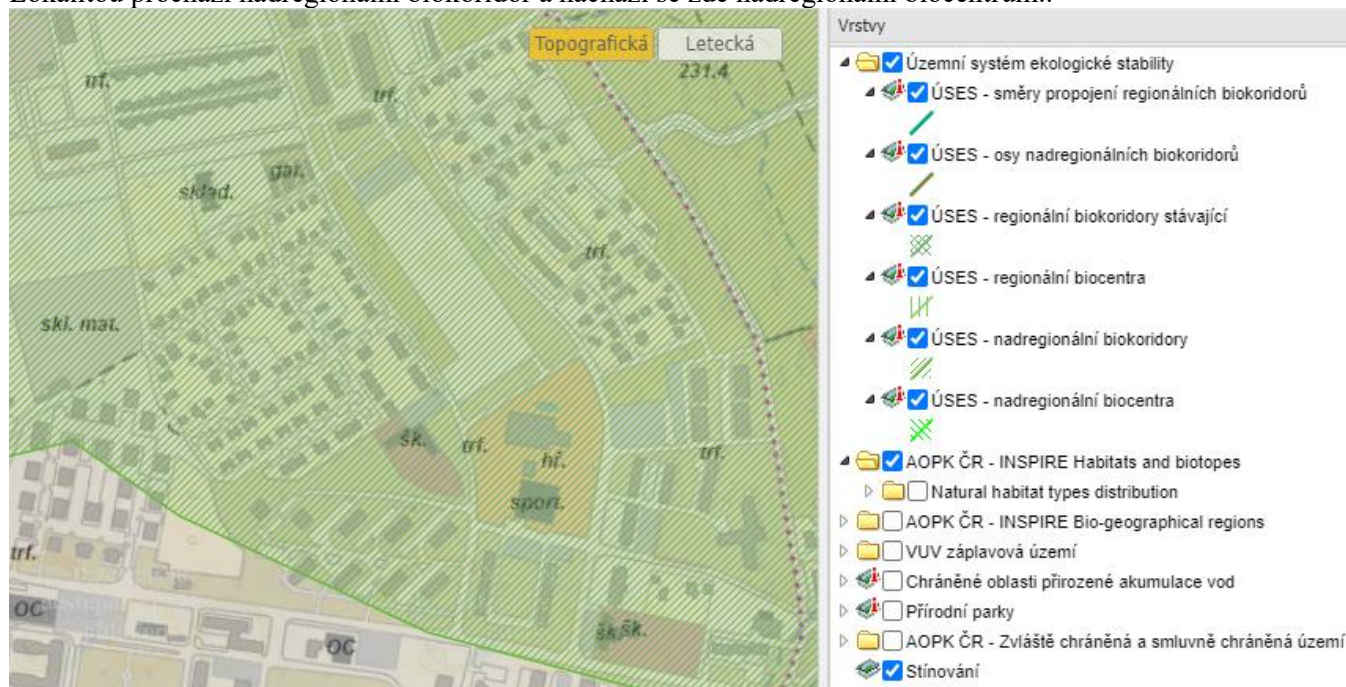 Lokalitou prochází nadregionální biokoridor a nachází se zde nadregionální biocentrum..
Topografická
Letecká
231.4
trf.
trf.
gar.
sklad.
trf.
skl. mat.
šk.
trf.
hř.
trf.
sport.
trf.
OC
OC
šk.
šk.
Vrstvy
Územní systém ekologické stability
ÚSES - směry propojení regionálních biokoridorů
ÚSES - osy nadregionálních biokoridorů
ÚSES - regionální biokoridory stávající
ÚSES - regionální biocentra
ÚSES - nadregionální biokoridory
ÚSES - nadregionální biocentra
AOPK ČR - INSPIRE Habitats and biotopes
Natural habitat types distribution
AOPK ČR - INSPIRE Bio-geographical regions
VUV záplavová území
Chráněné oblasti přirozené akumulace vod
Přírodní parky
AOPK ČR - Zvláště chráněná a smluvně chráněná území
Stínování